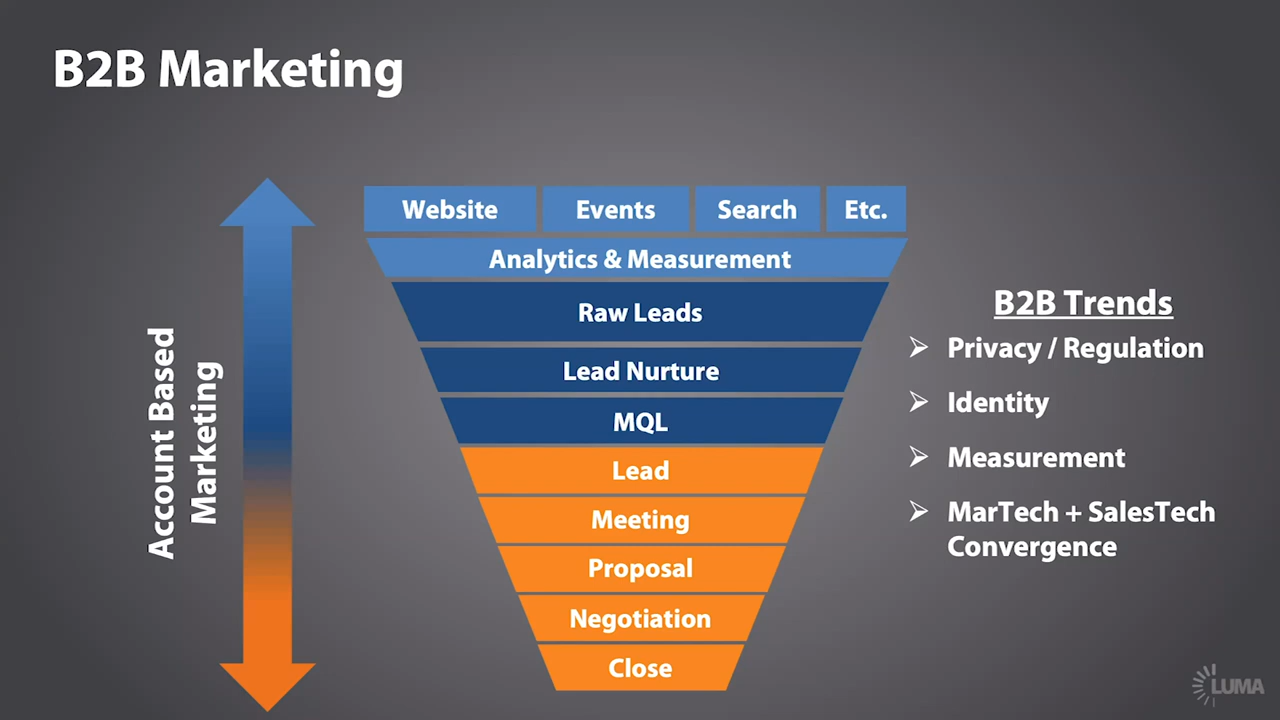 B2B Marketing
Account Based
Marketing
Website
Events
Search
Etc.
Analytics & Measurement
Raw Leads
Lead Nurture
MQL
Lead
Meeting
Proposal
Negotiation
Close
B2B Trends
Privacy / Regulation
Identity
Measurement
MarTech + SalesTech
Convergence
LUMA